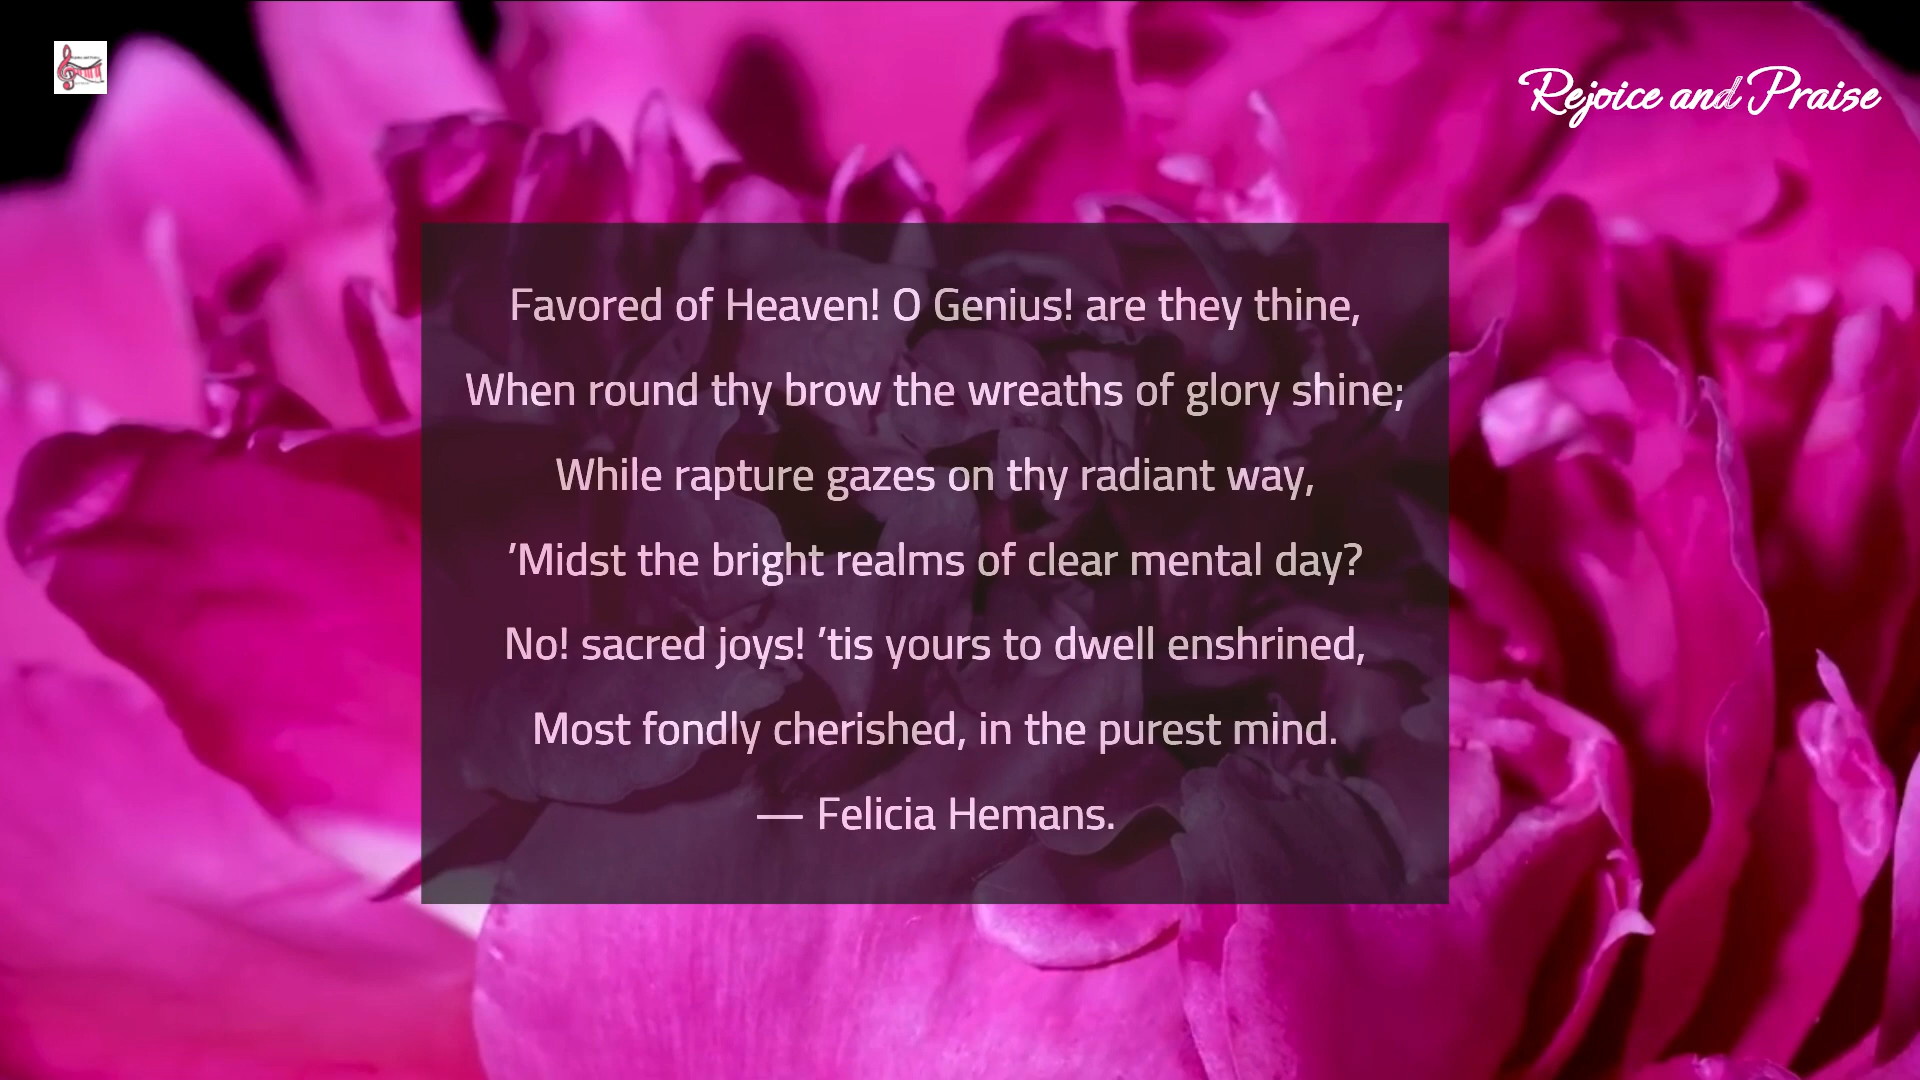 Rejoice and Praise
Favored of Heaven! O Genius! are they thine,
When round thy brow the wreaths of glory shine;
While rapture gazes on thy radiant way,
’Midst the bright realms of clear mental day?
No! sacred joys! ’tis yours to dwell enshrined,
Most fondly cherished, in the purest mind.
— Felicia Hemans.